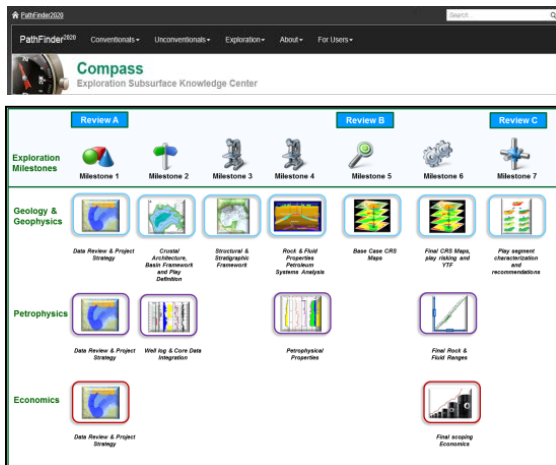 PathFinder2020
Search
PathFinder2020 Conventionals Unconventionals Exploration About For Users
Compass
Exploration Subsurface Knowledge Center
Review A Review B Review C
Exploration
Milestones
Milestone 1 Milestone 2 Milestone 3 Milestone 4 Milestone 5 Milestone 6 Milestone 7
Geology &
Geophysics
Data Review & Project
Strategy
Crustal
Architecture,
Basin Framework
and Play
Definition
Structural &
Stratigraphic
Framework
Rock & Fluid
Properties
Petroleum
Systems Analysis
Base Case CRS
Maps
Final CRS Maps,
play risking and
YTF
Play segment
characterization
and
recommendations
Petrophysics
Data Review & Project
Strategy
Well log & Core Data
Integration
Petrophysical
Properties
Final Rock &
Fluid Ranges
Economics
Data Review & Project
Strategy
Final scoping
Economics